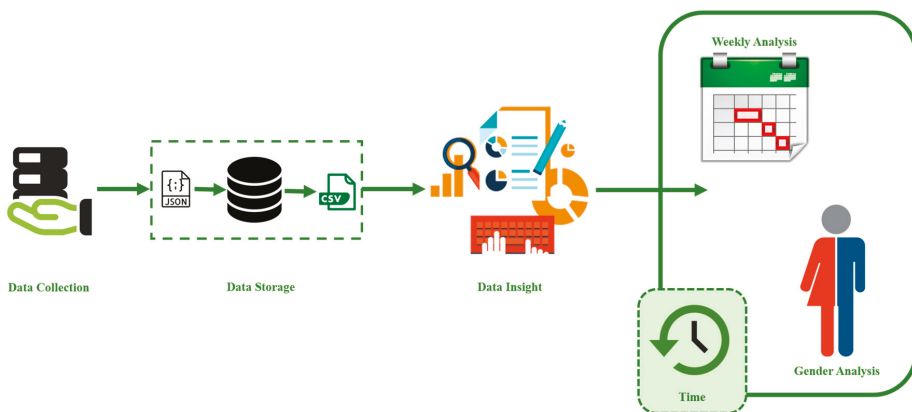 Weekly Analysis
{;}
JSON
CSV
Data Collection
Data Storage
Data Insight
Gender Analysis
Time